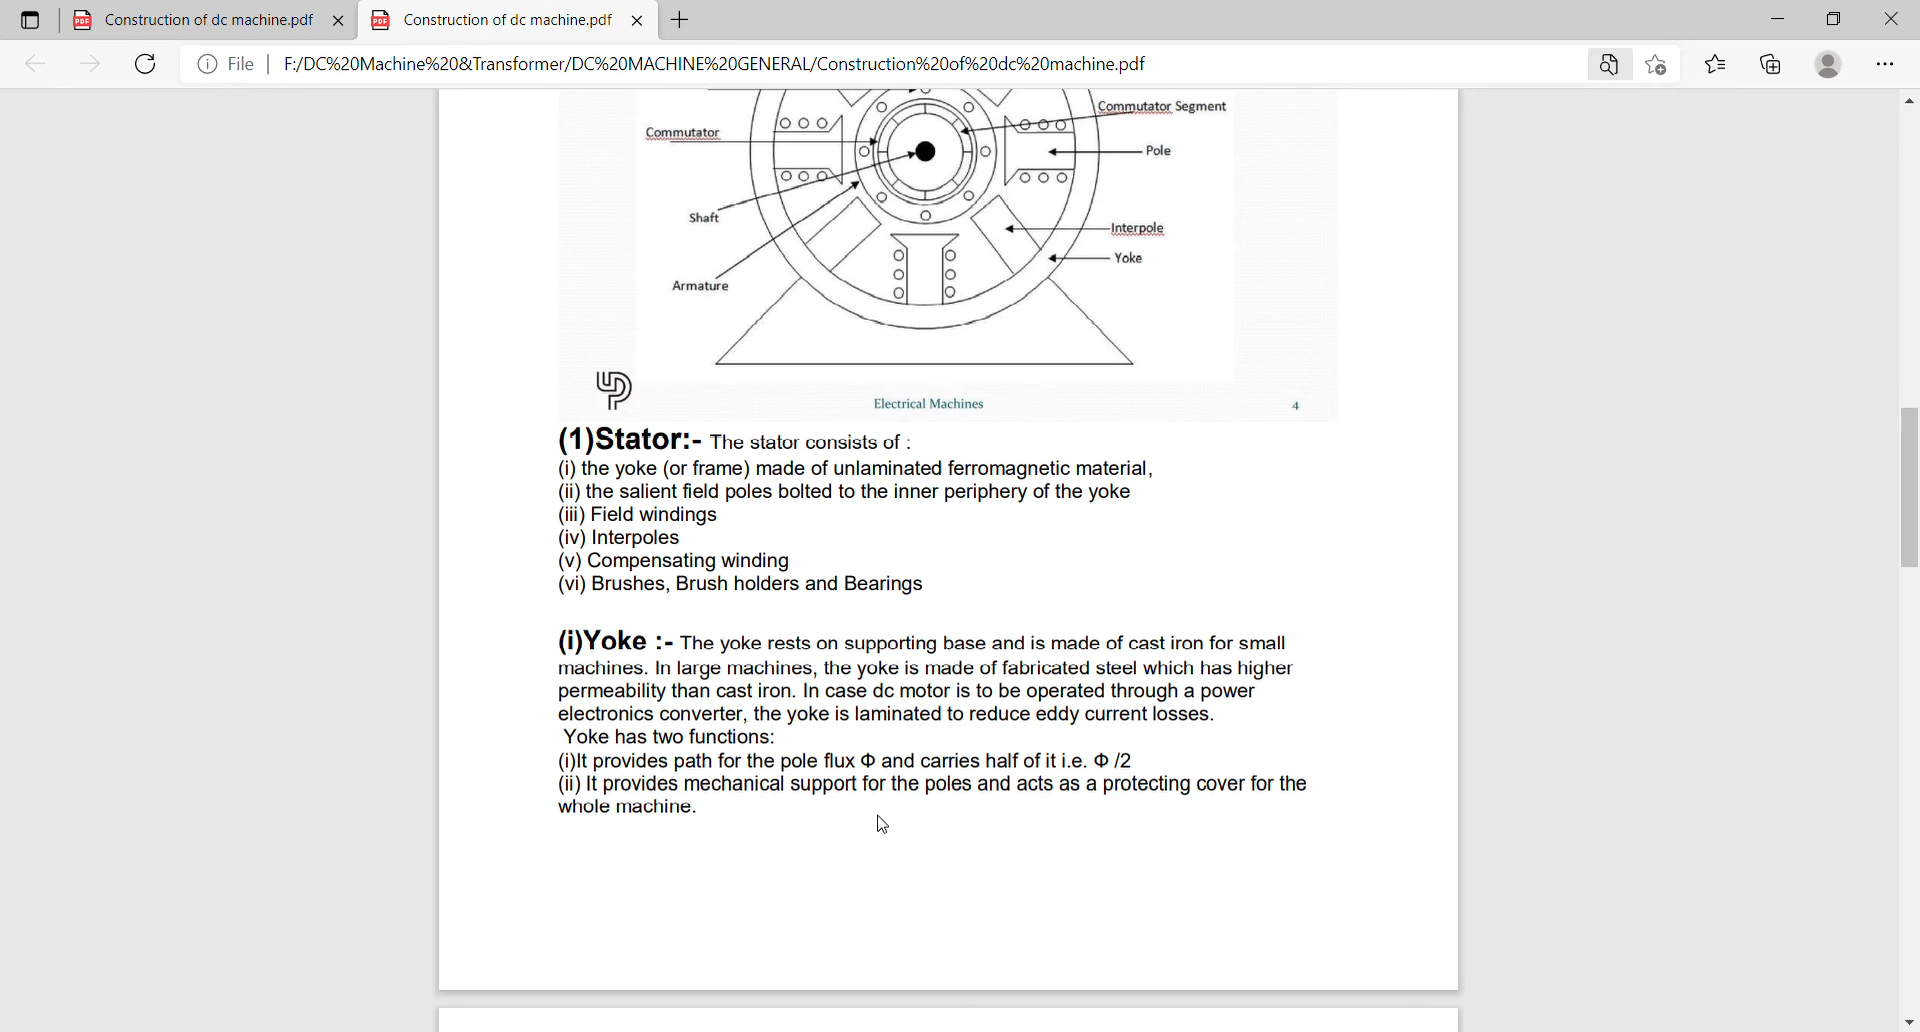 Construction of dc machine.pdf
Construction of dc machine.pdf
File
F:/DC%20Machine%20&Transformer/DC%20MACHINE%20GENERAL/Construction%20of%20dc%20machine.pdf
Commutator Segment
Commutator
Pole
Shaft
Interpole
Yoke
Armature
Electrical Machines
4
(1)Stator:- The stator consists of :
(i) the yoke (or frame) made of unlaminated ferromagnetic material,
(ii) the salient field poles bolted to the inner periphery of the yoke
(iii) Field windings
(iv) Interpoles
(v) Compensating winding
(vi) Brushes, Brush holders and Bearings
(i)Yoke :- The yoke rests on supporting base and is made of cast iron for small
machines. In large machines, the yoke is made of fabricated steel which has higher
permeability than cast iron. In case dc motor is to be operated through a power
electronics converter, the yoke is laminated to reduce eddy current losses.
Yoke has two functions:
(i)It provides path for the pole flux Φ and carries half of it i.e. Φ /2
(ii) It provides mechanical support for the poles and acts as a protecting cover for the
whole machine.